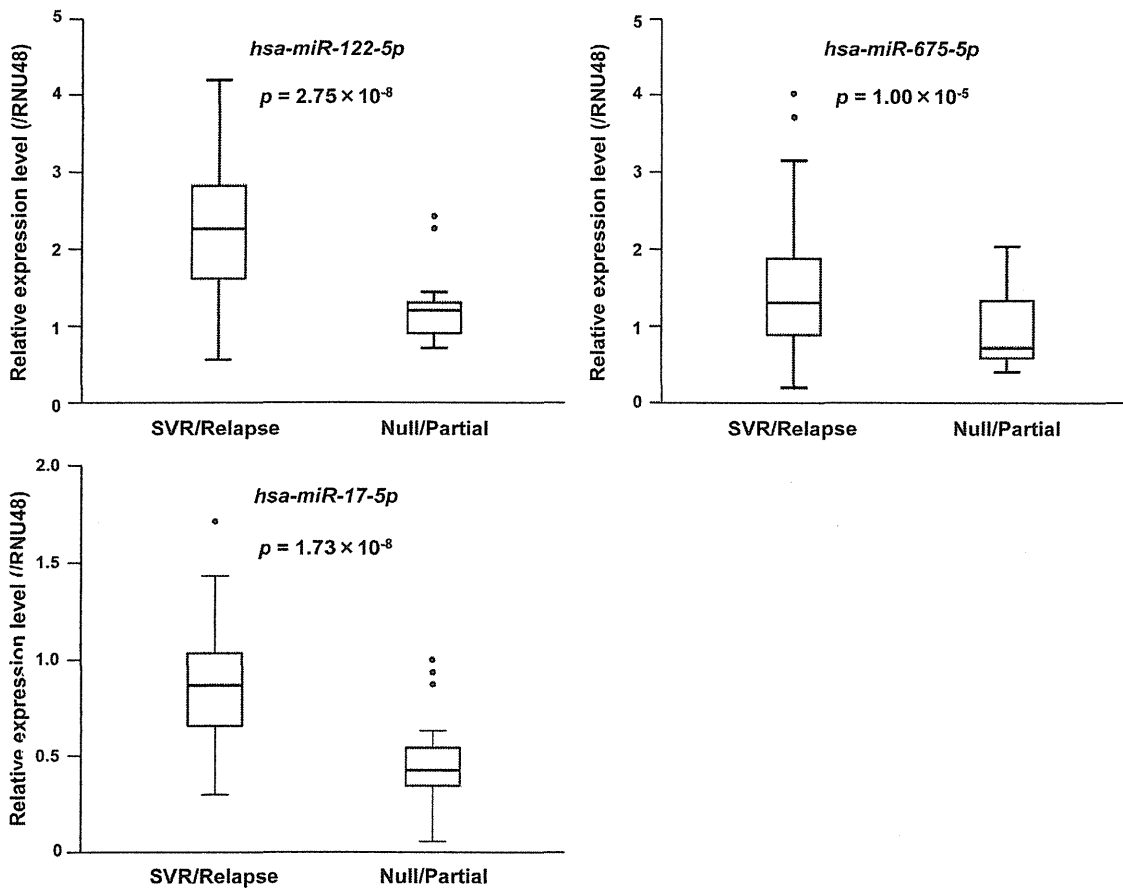 Relative expression level (/RNU48)
5
4
3
2
1
0
hsa-miR-122-5p
p = 2.75×10⁻⁸
SVR/Relapse Null/Partial
Relative expression level (/RNU48)
5
4
3
2
1
0
hsa-miR-675-5p
p = 1.00×10⁻⁵
SVR/Relapse Null/Partial
Relative expression level (/RNU48)
2.0
1.5
1.0
0.5
0
hsa-miR-17-5p
p = 1.73×10⁻⁸
SVR/Relapse Null/Partial